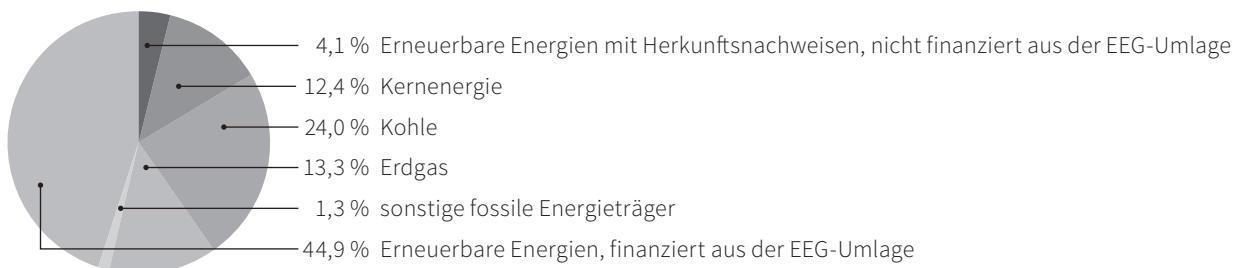 4,1 % Erneuerbare Energien mit Herkunftsnachweisen, nicht finanziert aus der EEG-Umlage
12,4 % Kernenergie
24,0 % Kohle
13,3 % Erdgas
1,3 % sonstige fossile Energieträger
44,9 % Erneuerbare Energien, finanziert aus der EEG-Umlage